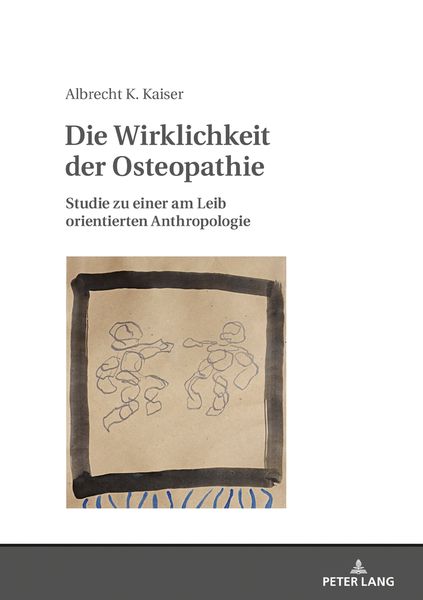 Albrecht K. Kaiser
Die Wirklichkeit
der Osteopathie
Studie zu einer am Leib
orientierten Anthropologie
PETER LANG